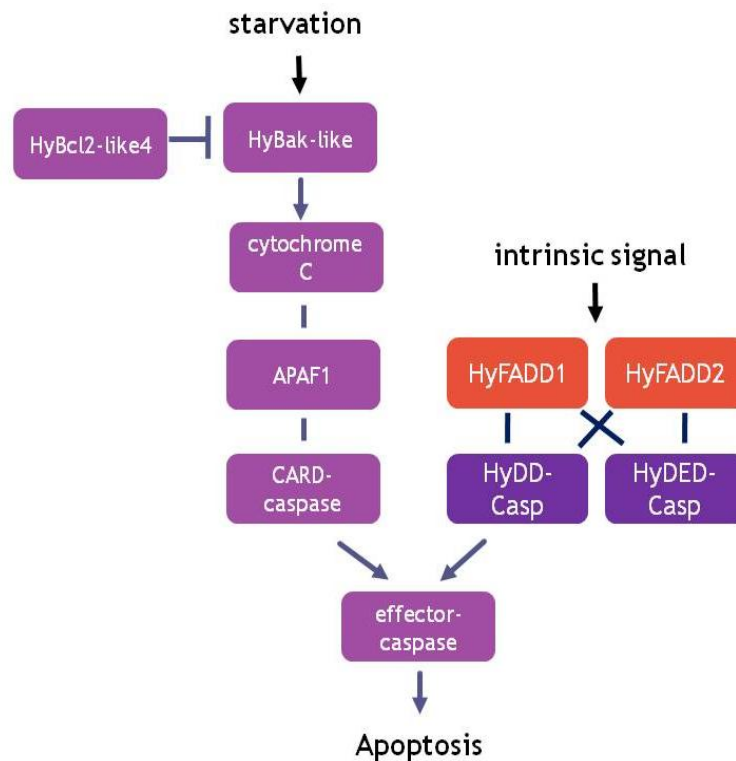 starvation
HyBcl2-like4
HyBak-like
cytochrome
C
intrinsic signal
APAF1
HyFADD1
HyFADD2
CARD-
caspase
HyDD-
Casp
HyDED-
Casp
effector-
caspase
Apoptosis